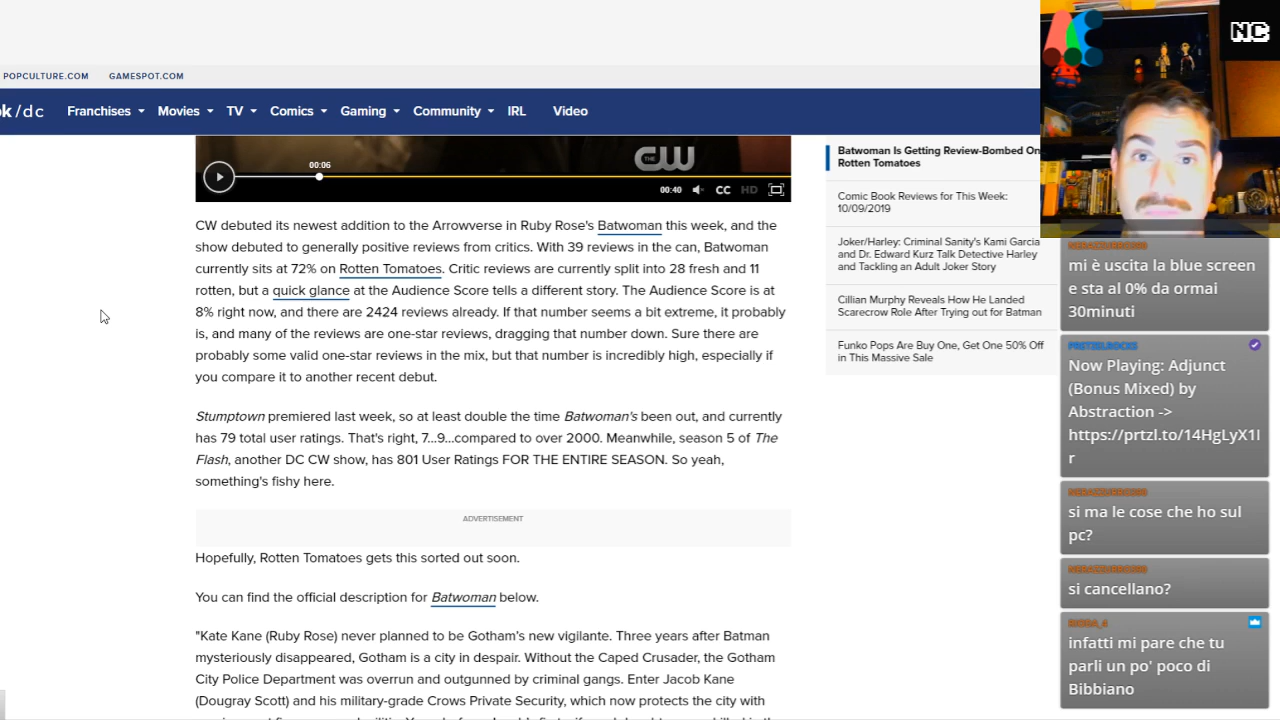 POPCULTURE.COM GAMESPOT.COM
k/dc Franchises Movies TV Comics Gaming Community IRL Video
NC
THE CW
00:06
00:40 CC HD
CW debuted its newest addition to the Arrowverse in Ruby Rose's Batwoman this week, and the
show debuted to generally positive reviews from critics. With 39 reviews in the can, Batwoman
currently sits at 72% on Rotten Tomatoes. Critic reviews are currently split into 28 fresh and 11
rotten, but a quick glance at the Audience Score tells a different story. The Audience Score is at
8% right now, and there are 2424 reviews already. If that number seems a bit extreme, it probably
is, and many of the reviews are one-star reviews, dragging that number down. Sure there are
probably some valid one-star reviews in the mix, but that number is incredibly high, especially if
you compare it to another recent debut.
Stumptown premiered last week, so at least double the time Batwoman's been out, and currently
has 79 total user ratings. That's right, 7...9...compared to over 2000. Meanwhile, season 5 of The
Flash, another DC CW show, has 801 User Ratings FOR THE ENTIRE SEASON. So yeah,
something's fishy here.
ADVERTISEMENT
Hopefully, Rotten Tomatoes gets this sorted out soon.
You can find the official description for Batwoman below.
"Kate Kane (Ruby Rose) never planned to be Gotham's new vigilante. Three years after Batman
mysteriously disappeared, Gotham is a city in despair. Without the Caped Crusader, the Gotham
City Police Department was overrun and outgunned by criminal gangs. Enter Jacob Kane
(Dougray Scott) and his military-grade Crows Private Security, which now protects the city with
Batwoman Is Getting Review-Bombed On
Rotten Tomatoes
Comic Book Reviews for This Week:
10/09/2019
Joker/Harley: Criminal Sanity's Kami Garcia
and Dr. Edward Kurz Talk Detective Harley
and Tackling an Adult Joker Story
Cillian Murphy Reveals How He Landed
Scarecrow Role After Trying out for Batman
Funko Pops Are Buy One, Get One 50% Off
in This Massive Sale
mi è uscita la blue screen
e sta al 0% da ormai
30minuti
PRETZELROCKS
Now Playing: Adjunct
(Bonus Mixed) by
Abstraction ->
https://prtzl.to/14HgLyX1I
r
si ma le cose che ho sul
pc?
si cancellano?
infatti mi pare che tu
parli un po' poco di
Bibbiano